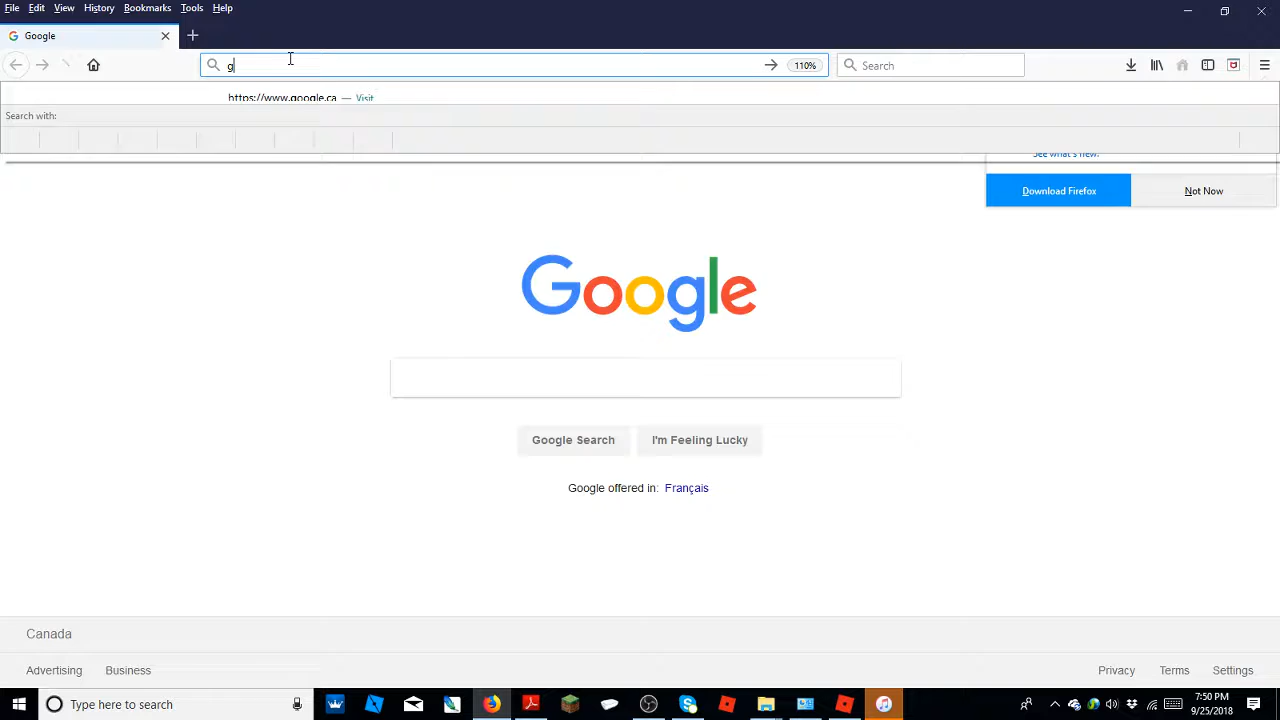 File Edit View History Bookmarks Tools Help
Google
g
110%
Search
https://www.google.ca — Visit
Search with:
See what's new.
Download Firefox
Not Now
Google
Google Search
I'm Feeling Lucky
Google offered in: Français
Canada
Advertising
Business
Privacy
Terms
Settings
Type here to search
7:50 PM
9/25/2018